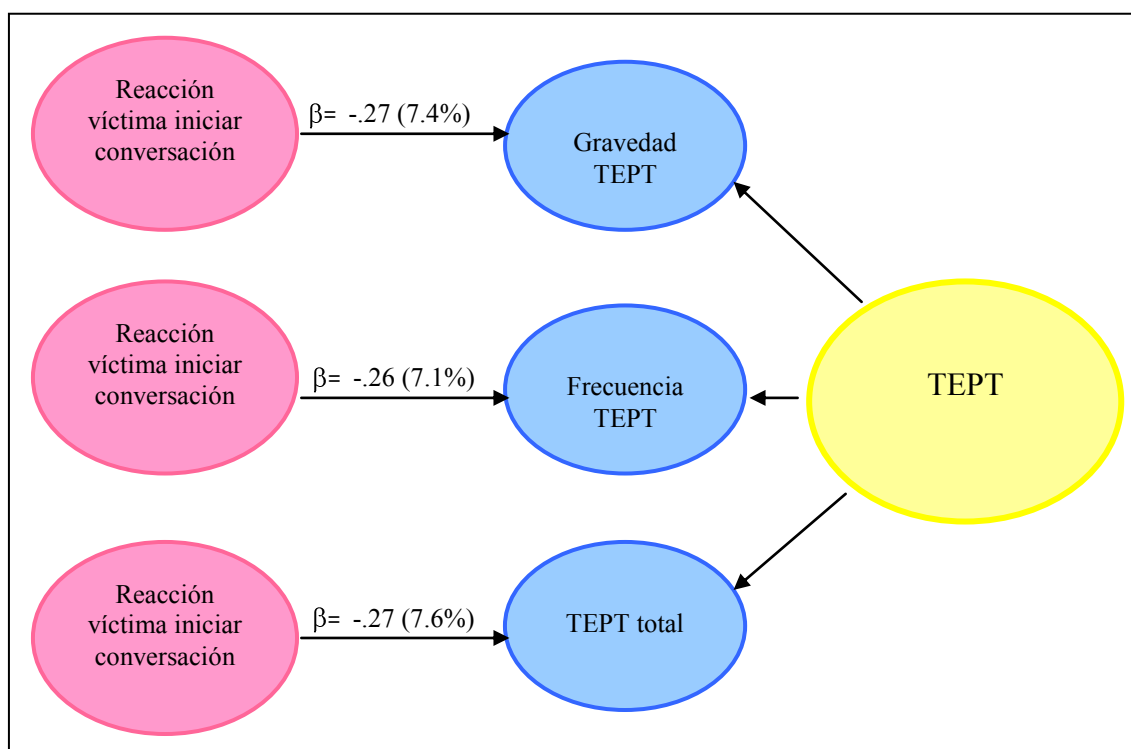 Reacción
víctima iniciar
conversación
β= -.27 (7.4%)
Gravedad
TEPT
Reacción
víctima iniciar
conversación
β= -.26 (7.1%)
Frecuencia
TEPT
TEPT
Reacción
víctima iniciar
conversación
β= -.27 (7.6%)
TEPT total